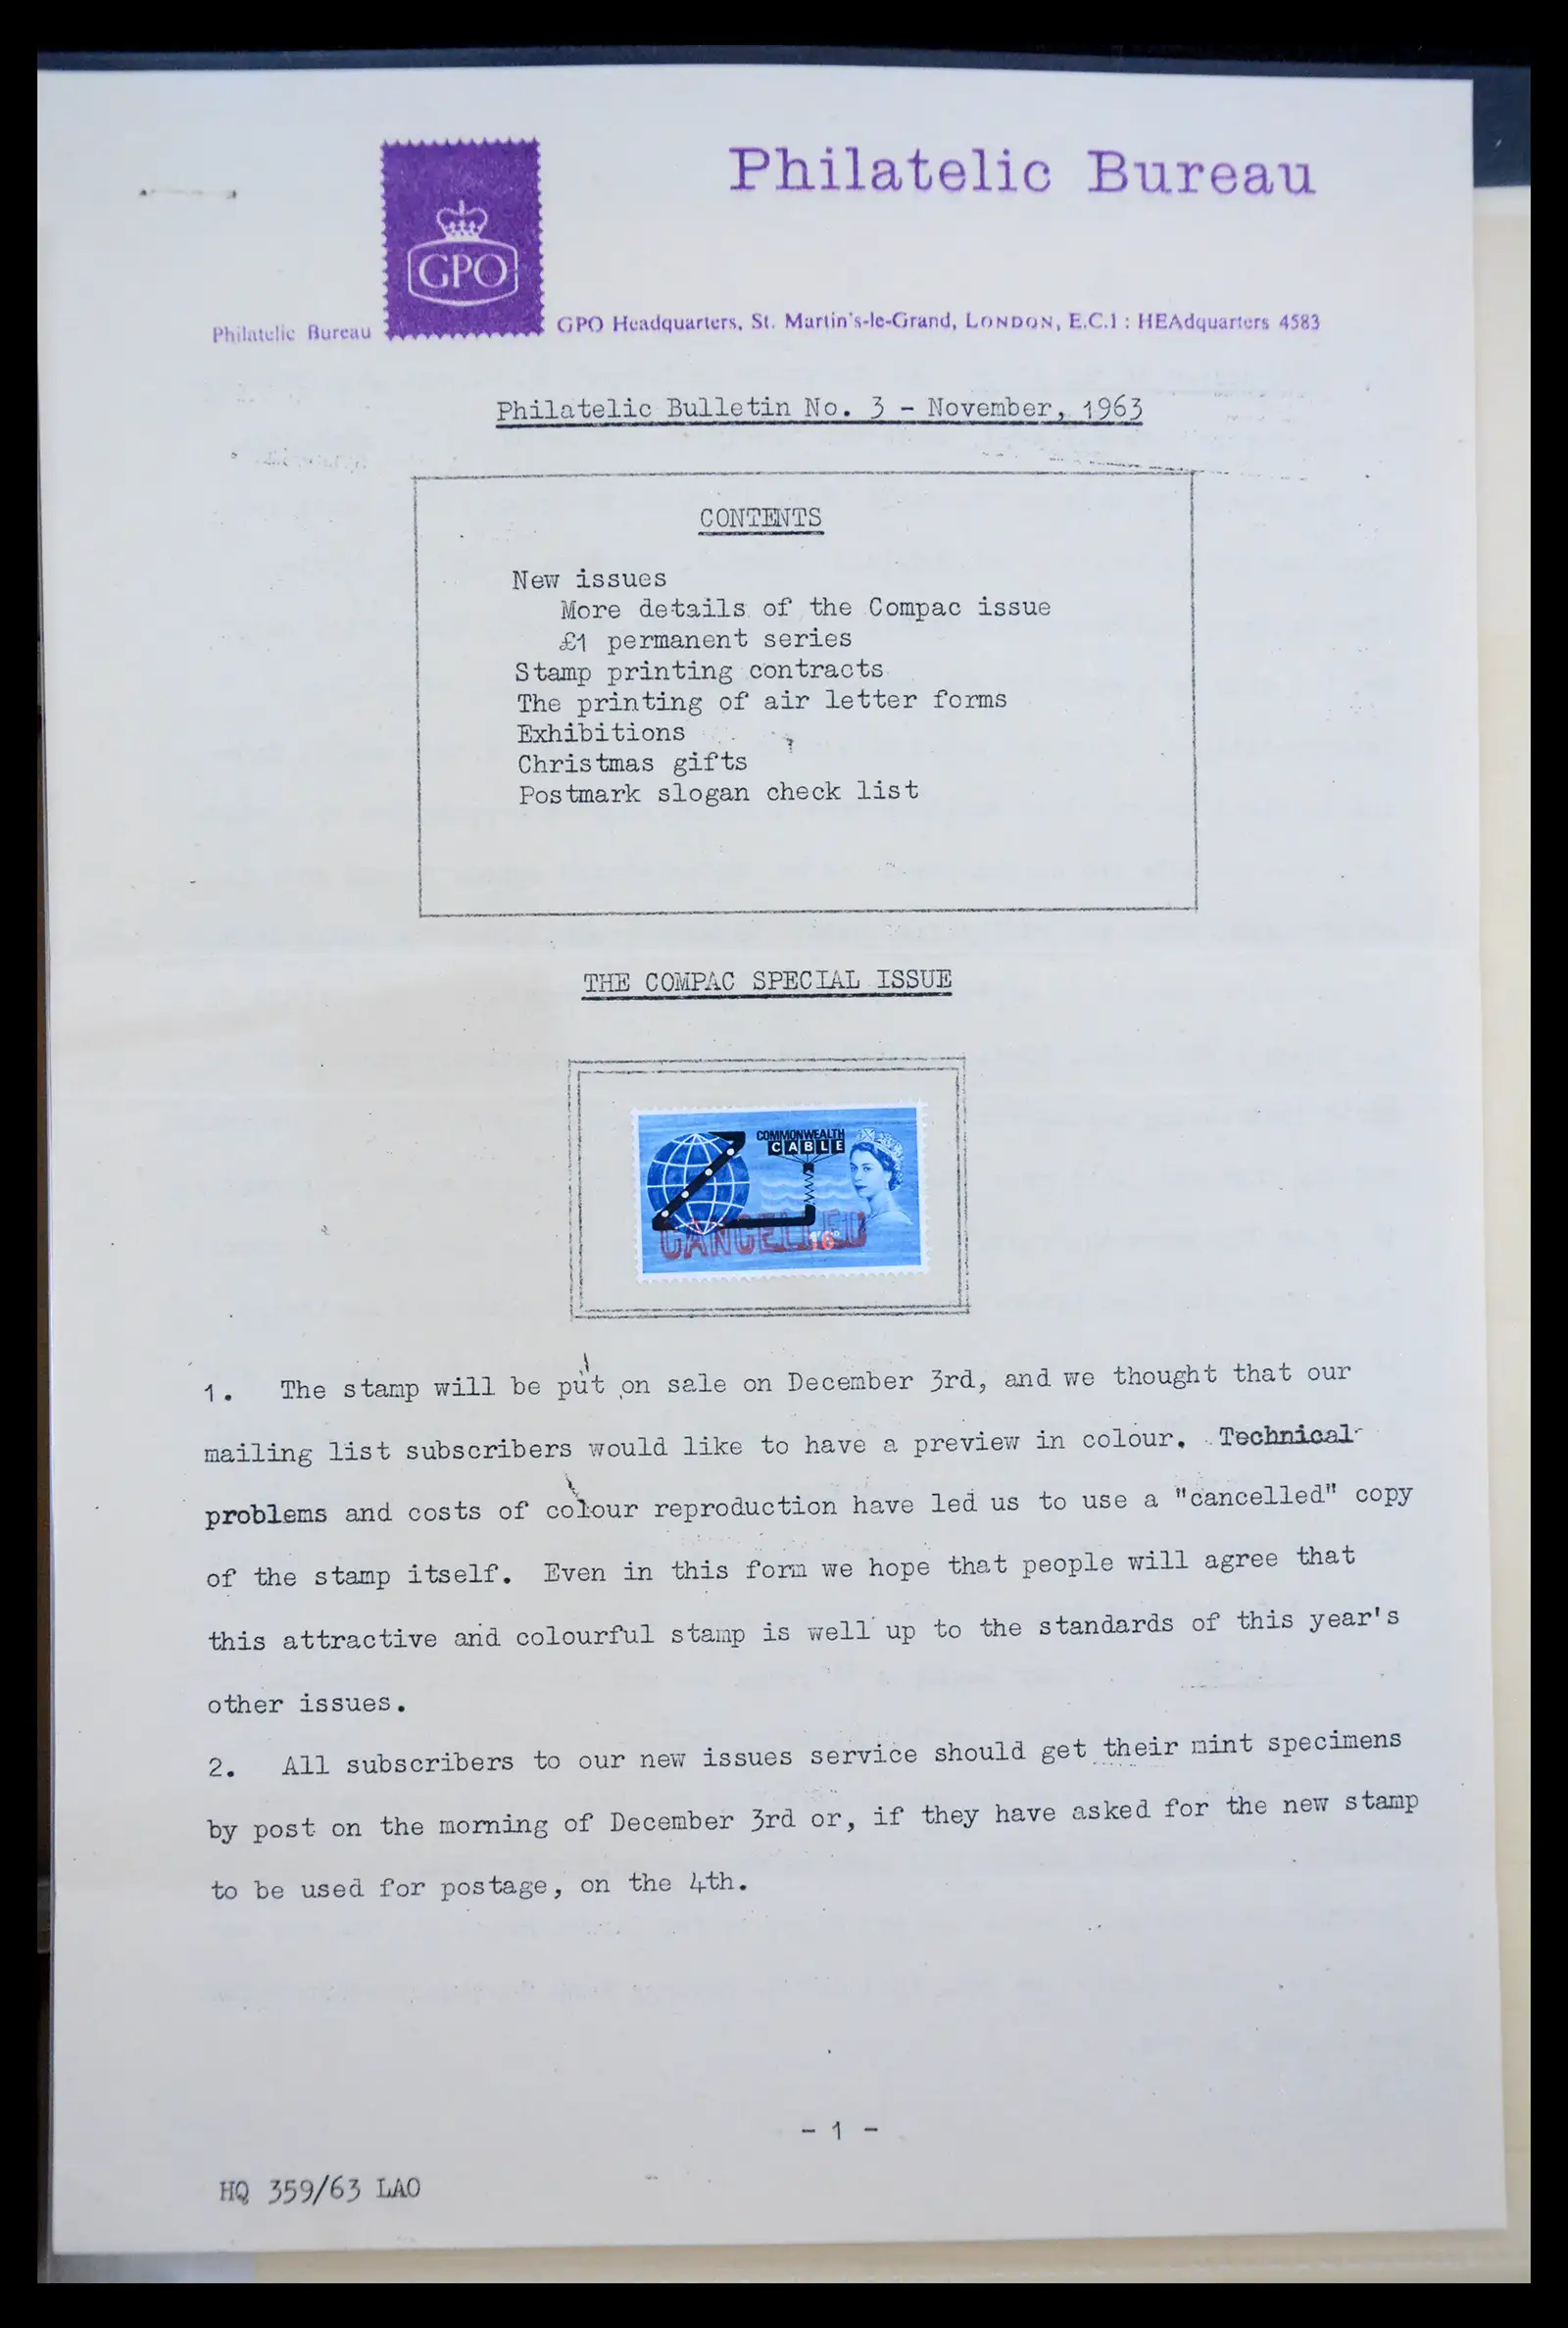 Philatelic Bureau
GPO
Philatelic Bureau GPO Headquarters, St. Martin's-le-Grand, LONDON, E.C.1 : HEAdquarters 4583
Philatelic Bulletin No. 3 - November, 1963
CONTENTS
New issues
More details of the Compac issue
£1 permanent series
Stamp printing contracts
The printing of air letter forms
Exhibitions
Christmas gifts
Postmark slogan check list
THE COMPAC SPECIAL ISSUE
COMMONWEALTH
CABLE
CANCELLED
1'6D
1. The stamp will be put on sale on December 3rd, and we thought that our
mailing list subscribers would like to have a preview in colour. Technical
problems and costs of colour reproduction have led us to use a "cancelled" copy
of the stamp itself. Even in this form we hope that people will agree that
this attractive and colourful stamp is well up to the standards of this year's
other issues.
2. All subscribers to our new issues service should get their mint specimens
by post on the morning of December 3rd or, if they have asked for the new stamp
to be used for postage, on the 4th.
- 1 -
HQ 359/63 LAO